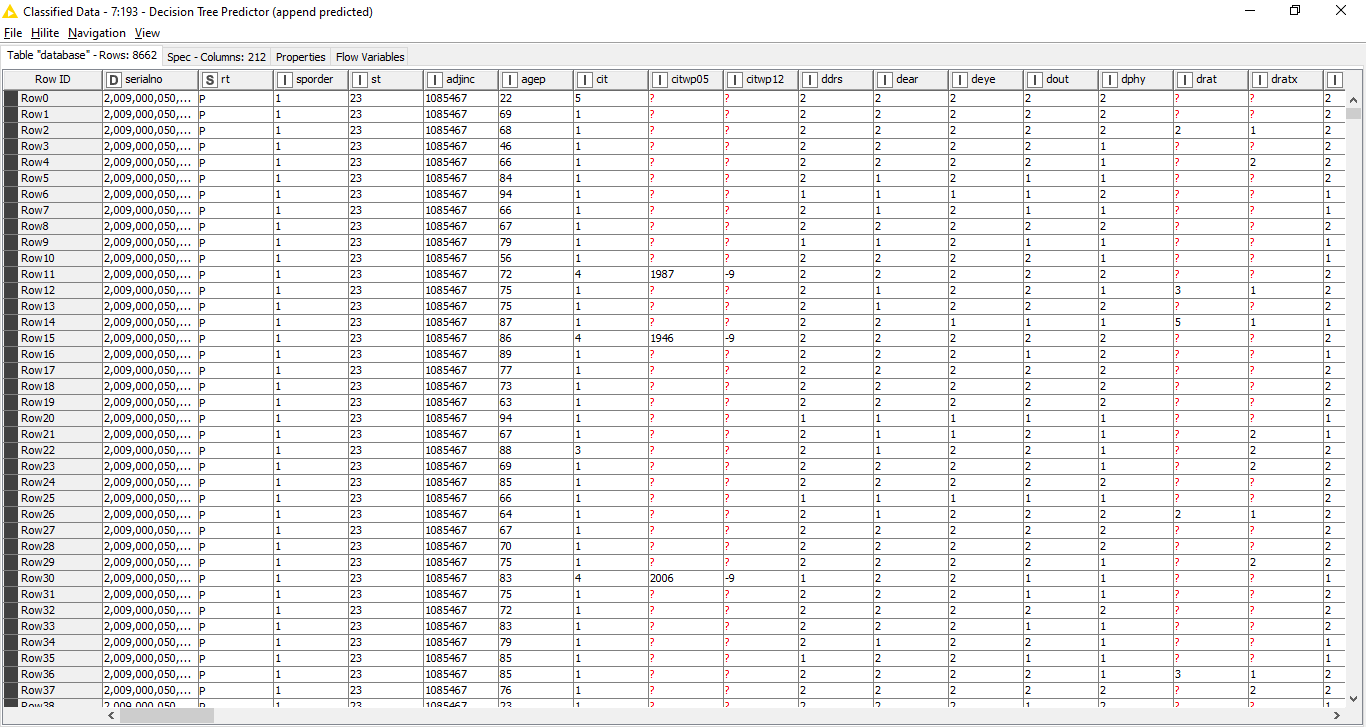 Classified Data - 7:193 - Decision Tree Predictor (append predicted)
File Hilite Navigation View
Table "database" - Rows: 8662 Spec - Columns: 212 Properties Flow Variables
Row ID D serialno S rt I sporder I st I adjinc I agep I cit I citwp05 I citwp12 I ddrs I dear I deye I dout I dphy I drat I dratx I
Row0 2,009,000,050,... P 1 23 1085467 22 5 ? ? 2 2 2 2 2 ? ? 2
Row1 2,009,000,050,... P 1 23 1085467 69 1 ? ? 2 2 2 2 2 ? ? 2
Row2 2,009,000,050,... P 1 23 1085467 68 1 ? ? 2 2 2 2 2 2 1 2
Row3 2,009,000,050,... P 1 23 1085467 46 1 ? ? 2 2 2 2 1 ? ? 2
Row4 2,009,000,050,... P 1 23 1085467 66 1 ? ? 2 2 2 2 1 ? 2 2
Row5 2,009,000,050,... P 1 23 1085467 84 1 ? ? 2 1 2 1 1 ? ? 2
Row6 2,009,000,050,... P 1 23 1085467 94 1 ? ? 1 1 1 1 2 ? ? 1
Row7 2,009,000,050,... P 1 23 1085467 66 1 ? ? 2 1 2 1 1 ? ? 1
Row8 2,009,000,050,... P 1 23 1085467 67 1 ? ? 2 2 2 2 2 ? ? 2
Row9 2,009,000,050,... P 1 23 1085467 79 1 ? ? 1 1 2 1 1 ? ? 1
Row10 2,009,000,050,... P 1 23 1085467 56 1 ? ? 2 2 2 2 1 ? ? 2
Row11 2,009,000,050,... P 1 23 1085467 72 4 1987 -9 2 2 2 2 2 ? ? 2
Row12 2,009,000,050,... P 1 23 1085467 75 1 ? ? 2 1 2 2 1 3 1 2
Row13 2,009,000,050,... P 1 23 1085467 75 1 ? ? 2 1 2 2 2 ? ? 2
Row14 2,009,000,050,... P 1 23 1085467 87 1 ? ? 2 2 1 1 1 5 1 1
Row15 2,009,000,050,... P 1 23 1085467 86 4 1946 -9 2 2 2 2 2 ? ? 2
Row16 2,009,000,050,... P 1 23 1085467 89 1 ? ? 2 2 2 1 2 ? ? 1
Row17 2,009,000,050,... P 1 23 1085467 77 1 ? ? 2 2 2 2 2 ? ? 2
Row18 2,009,000,050,... P 1 23 1085467 73 1 ? ? 2 2 2 2 2 ? ? 2
Row19 2,009,000,050,... P 1 23 1085467 63 1 ? ? 2 2 2 2 2 ? ? 2
Row20 2,009,000,050,... P 1 23 1085467 94 1 ? ? 1 1 1 1 1 ? ? 1
Row21 2,009,000,050,... P 1 23 1085467 67 1 ? ? 2 1 1 2 1 ? 2 1
Row22 2,009,000,050,... P 1 23 1085467 88 3 ? ? 2 1 2 2 1 ? 2 2
Row23 2,009,000,050,... P 1 23 1085467 69 1 ? ? 2 2 2 2 1 ? 2 2
Row24 2,009,000,050,... P 1 23 1085467 85 1 ? ? 2 2 2 2 2 ? ? 2
Row25 2,009,000,050,... P 1 23 1085467 66 1 ? ? 1 1 1 1 1 ? ? 2
Row26 2,009,000,050,... P 1 23 1085467 64 1 ? ? 2 1 2 2 2 2 1 2
Row27 2,009,000,050,... P 1 23 1085467 67 1 ? ? 2 2 2 2 2 ? ? 2
Row28 2,009,000,050,... P 1 23 1085467 70 1 ? ? 2 2 2 2 2 ? ? 2
Row29 2,009,000,050,... P 1 23 1085467 75 1 ? ? 2 2 2 2 1 ? 2 2
Row30 2,009,000,050,... P 1 23 1085467 83 4 2006 -9 1 2 2 1 1 ? ? 1
Row31 2,009,000,050,... P 1 23 1085467 75 1 ? ? 2 2 2 1 1 ? ? 2
Row32 2,009,000,050,... P 1 23 1085467 72 1 ? ? 2 2 2 2 2 ? ? 2
Row33 2,009,000,050,... P 1 23 1085467 83 1 ? ? 2 2 2 1 1 ? ? 2
Row34 2,009,000,050,... P 1 23 1085467 79 1 ? ? 2 1 2 2 1 ? ? 1
Row35 2,009,000,050,... P 1 23 1085467 85 1 ? ? 1 2 2 1 1 ? ? 1
Row36 2,009,000,050,... P 1 23 1085467 85 1 ? ? 2 2 2 2 1 3 1 2
Row37 2,009,000,050,... P 1 23 1085467 76 1 ? ? 2 2 2 2 2 ? 2 2
Row38 2,009,000,050,... P 1 23 1085467 23 1 ? ? 2 2 2 2 2 ? ? 2